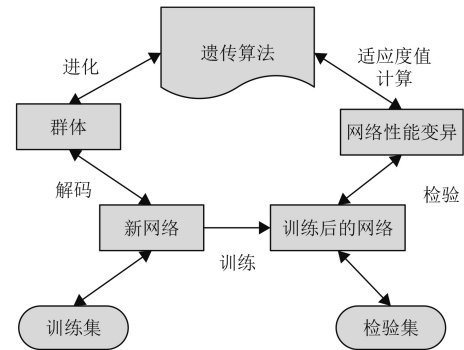 遗传算法
进化
适应度值
计算
群体
网络性能变异
解码
检验
新网络
训练后的网络
训练
训练集
检验集